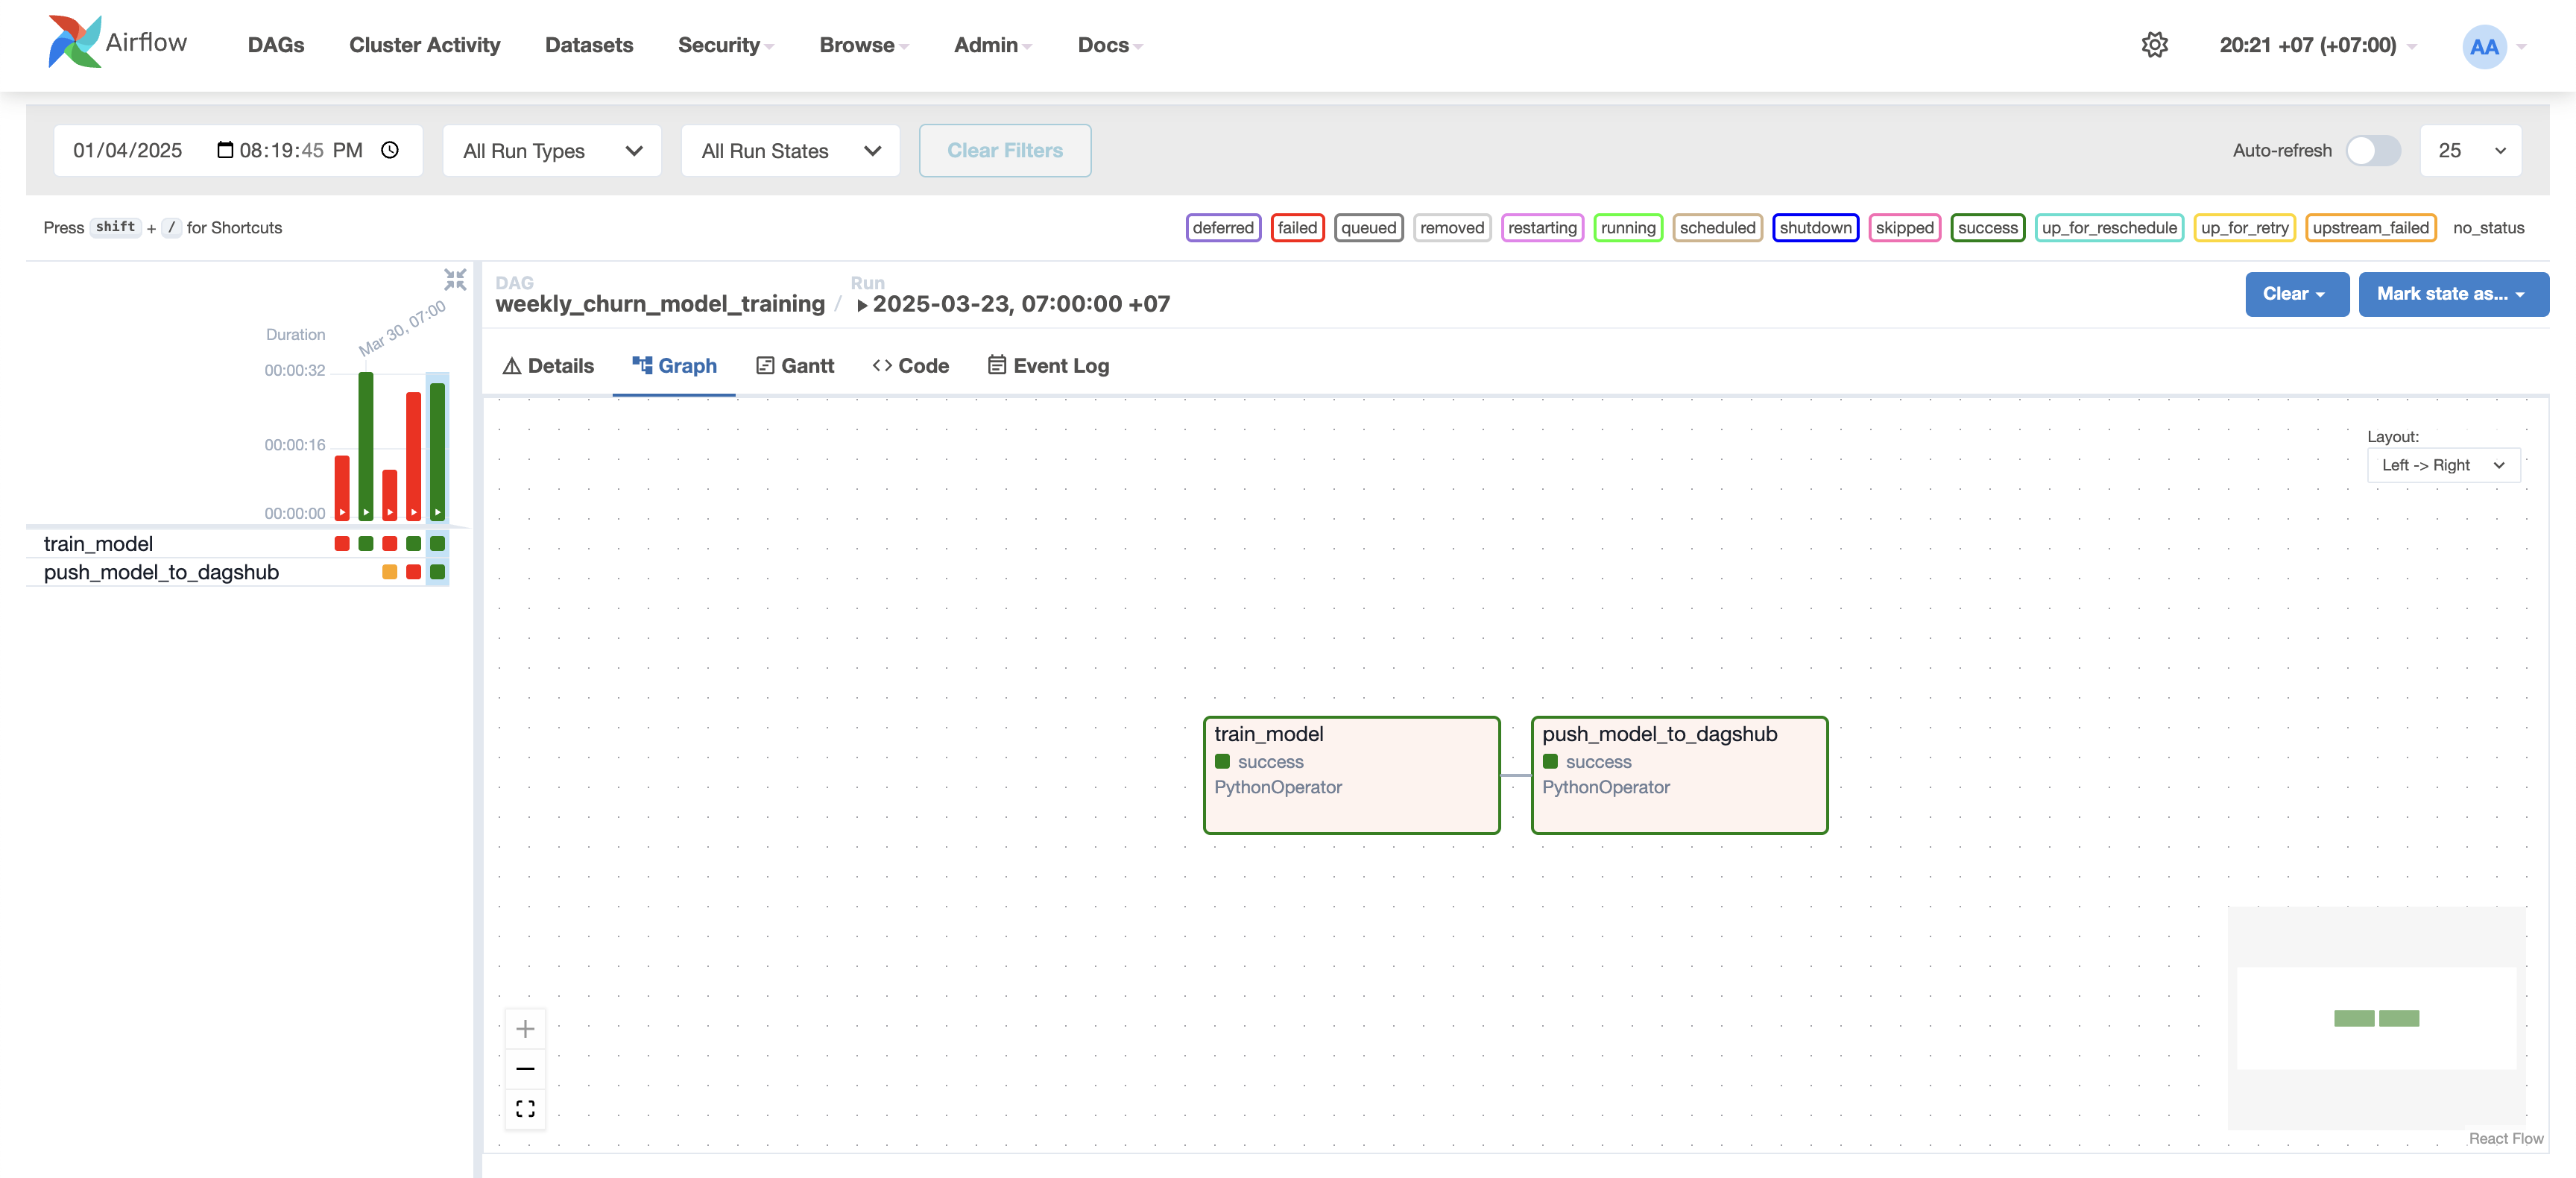 Airflow DAGs Cluster Activity Datasets Security Browse Admin Docs 20:21 +07 (+07:00) AA
01/04/2025 08:19:45 PM All Run Types All Run States Clear Filters Auto-refresh 25
Press shift + / for Shortcuts deferred failed queued removed restarting running scheduled shutdown skipped success up_for_reschedule up_for_retry upstream_failed no_status
DAG Run
weekly_churn_model_training / 2025-03-23, 07:00:00 +07 Clear Mark state as...
Mar 30, 07:00
Duration
00:00:32
00:00:16
00:00:00
train_model
push_model_to_dagshub
Details Graph Gantt Code Event Log
Layout:
Left -> Right
train_model
success
PythonOperator
push_model_to_dagshub
success
PythonOperator
React Flow